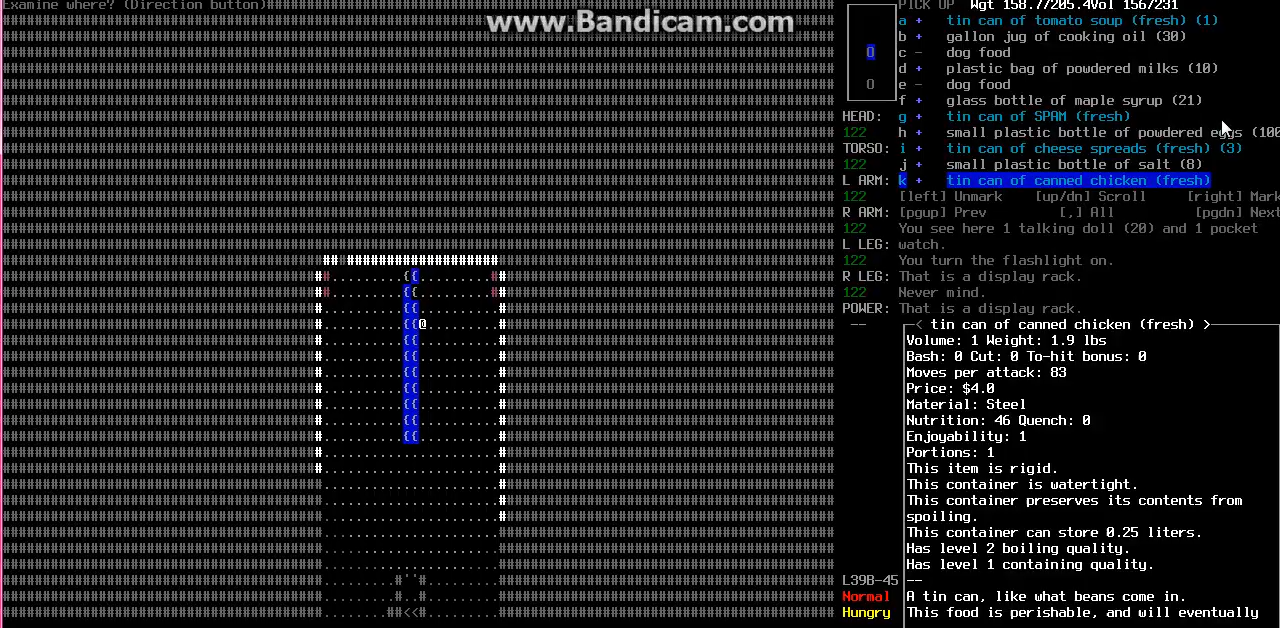 Examine where? (Direction button)
www.Bandicam.com
PICK UP Wgt 158.7/205.4 Vol 156/231
a + tin can of tomato soup (fresh) (1)
b + gallon jug of cooking oil (30)
c - dog food
d + plastic bag of powdered milks (10)
e - dog food
f + glass bottle of maple syrup (21)
g + tin can of SPAM (fresh)
h + small plastic bottle of powdered eggs (100
i + tin can of cheese spreads (fresh) (3)
j + small plastic bottle of salt (8)
k + tin can of canned chicken (fresh)
[left] Unmark [up/dn] Scroll [right] Mark
[pgup] Prev [,] All [pgdn] Next
HEAD:
122
TORSO:
122
L ARM:
122
R ARM:
122
L LEG:
122
R LEG:
122
POWER:
--
You see here 1 talking doll (20) and 1 pocket
watch.
You turn the flashlight on.
That is a display rack.
Never mind.
That is a display rack.
< tin can of canned chicken (fresh) >
Volume: 1 Weight: 1.9 lbs
Bash: 0 Cut: 0 To-hit bonus: 0
Moves per attack: 83
Price: $4.0
Material: Steel
Nutrition: 46 Quench: 0
Enjoyability: 1
Portions: 1
This item is rigid.
This container is watertight.
This container preserves its contents from
spoiling.
This container can store 0.25 liters.
Has level 2 boiling quality.
Has level 1 containing quality.
--
A tin can, like what beans come in.
This food is perishable, and will eventually
L39B-45
Normal
Hungry